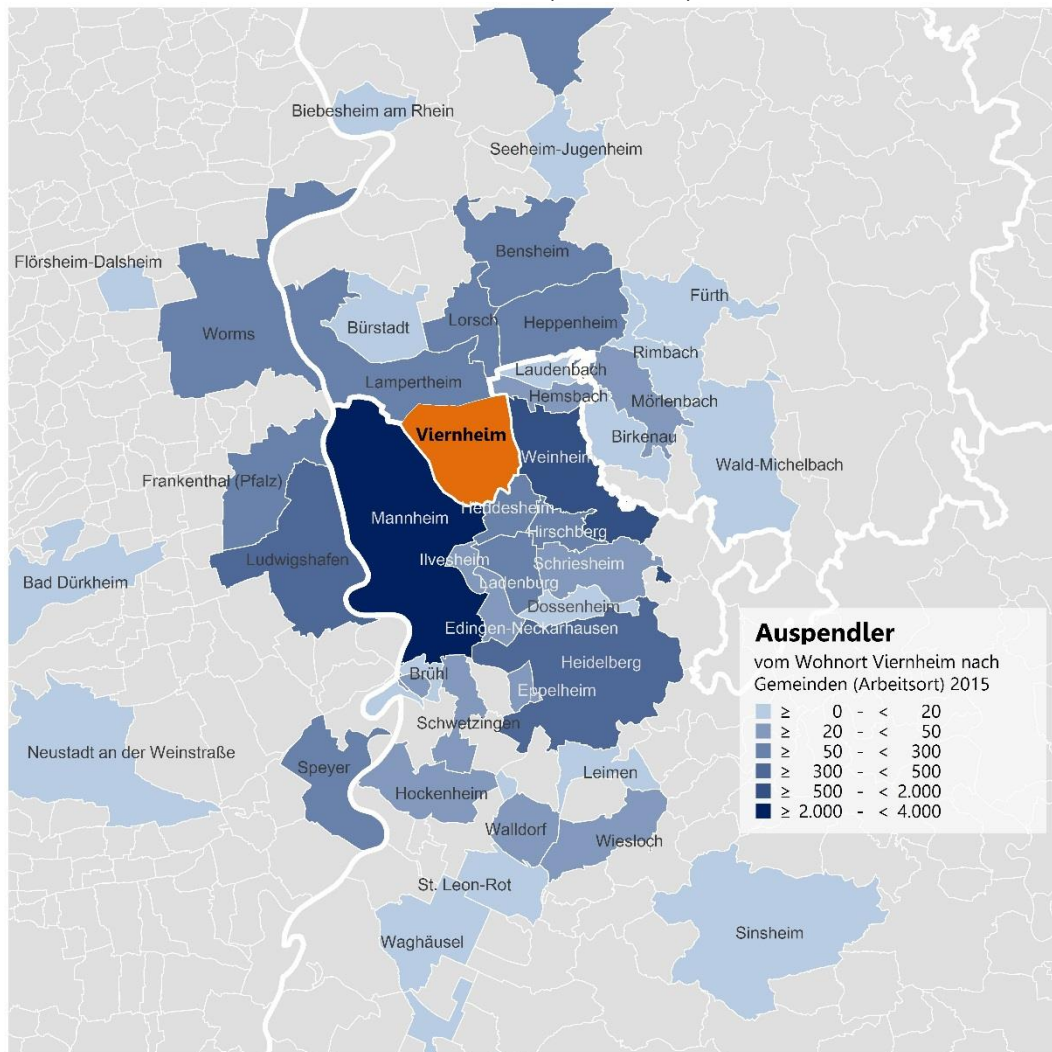 Biebesheim am Rhein
Seeheim-Jugenheim
Bensheim
Flörsheim-Dalsheim
Fürth
Worms
Bürstadt
Lorsch
Heppenheim
Rimbach
Laudenbach
Lampertheim
Hemsbach
Mörlenbach
Viernheim
Birkenau
Weinheim
Wald-Michelbach
Frankenthal (Pfalz)
Heddesheim
Mannheim
Hirschberg
Ludwigshafen
Ilvesheim
Schriesheim
Bad Dürkheim
Ladenburg
Dossenheim
Edingen-Neckarhausen
Heidelberg
Brühl
Eppelheim
Schwetzingen
Neustadt an der Weinstraße
Speyer
Leimen
Hockenheim
Walldorf
Wiesloch
St. Leon-Rot
Sinsheim
Waghäusel
Auspendler
vom Wohnort Viernheim nach
Gemeinden (Arbeitsort) 2015
≥ 0 - < 20
≥ 20 - < 50
≥ 50 - < 300
≥ 300 - < 500
≥ 500 - < 2.000
≥ 2.000 - < 4.000